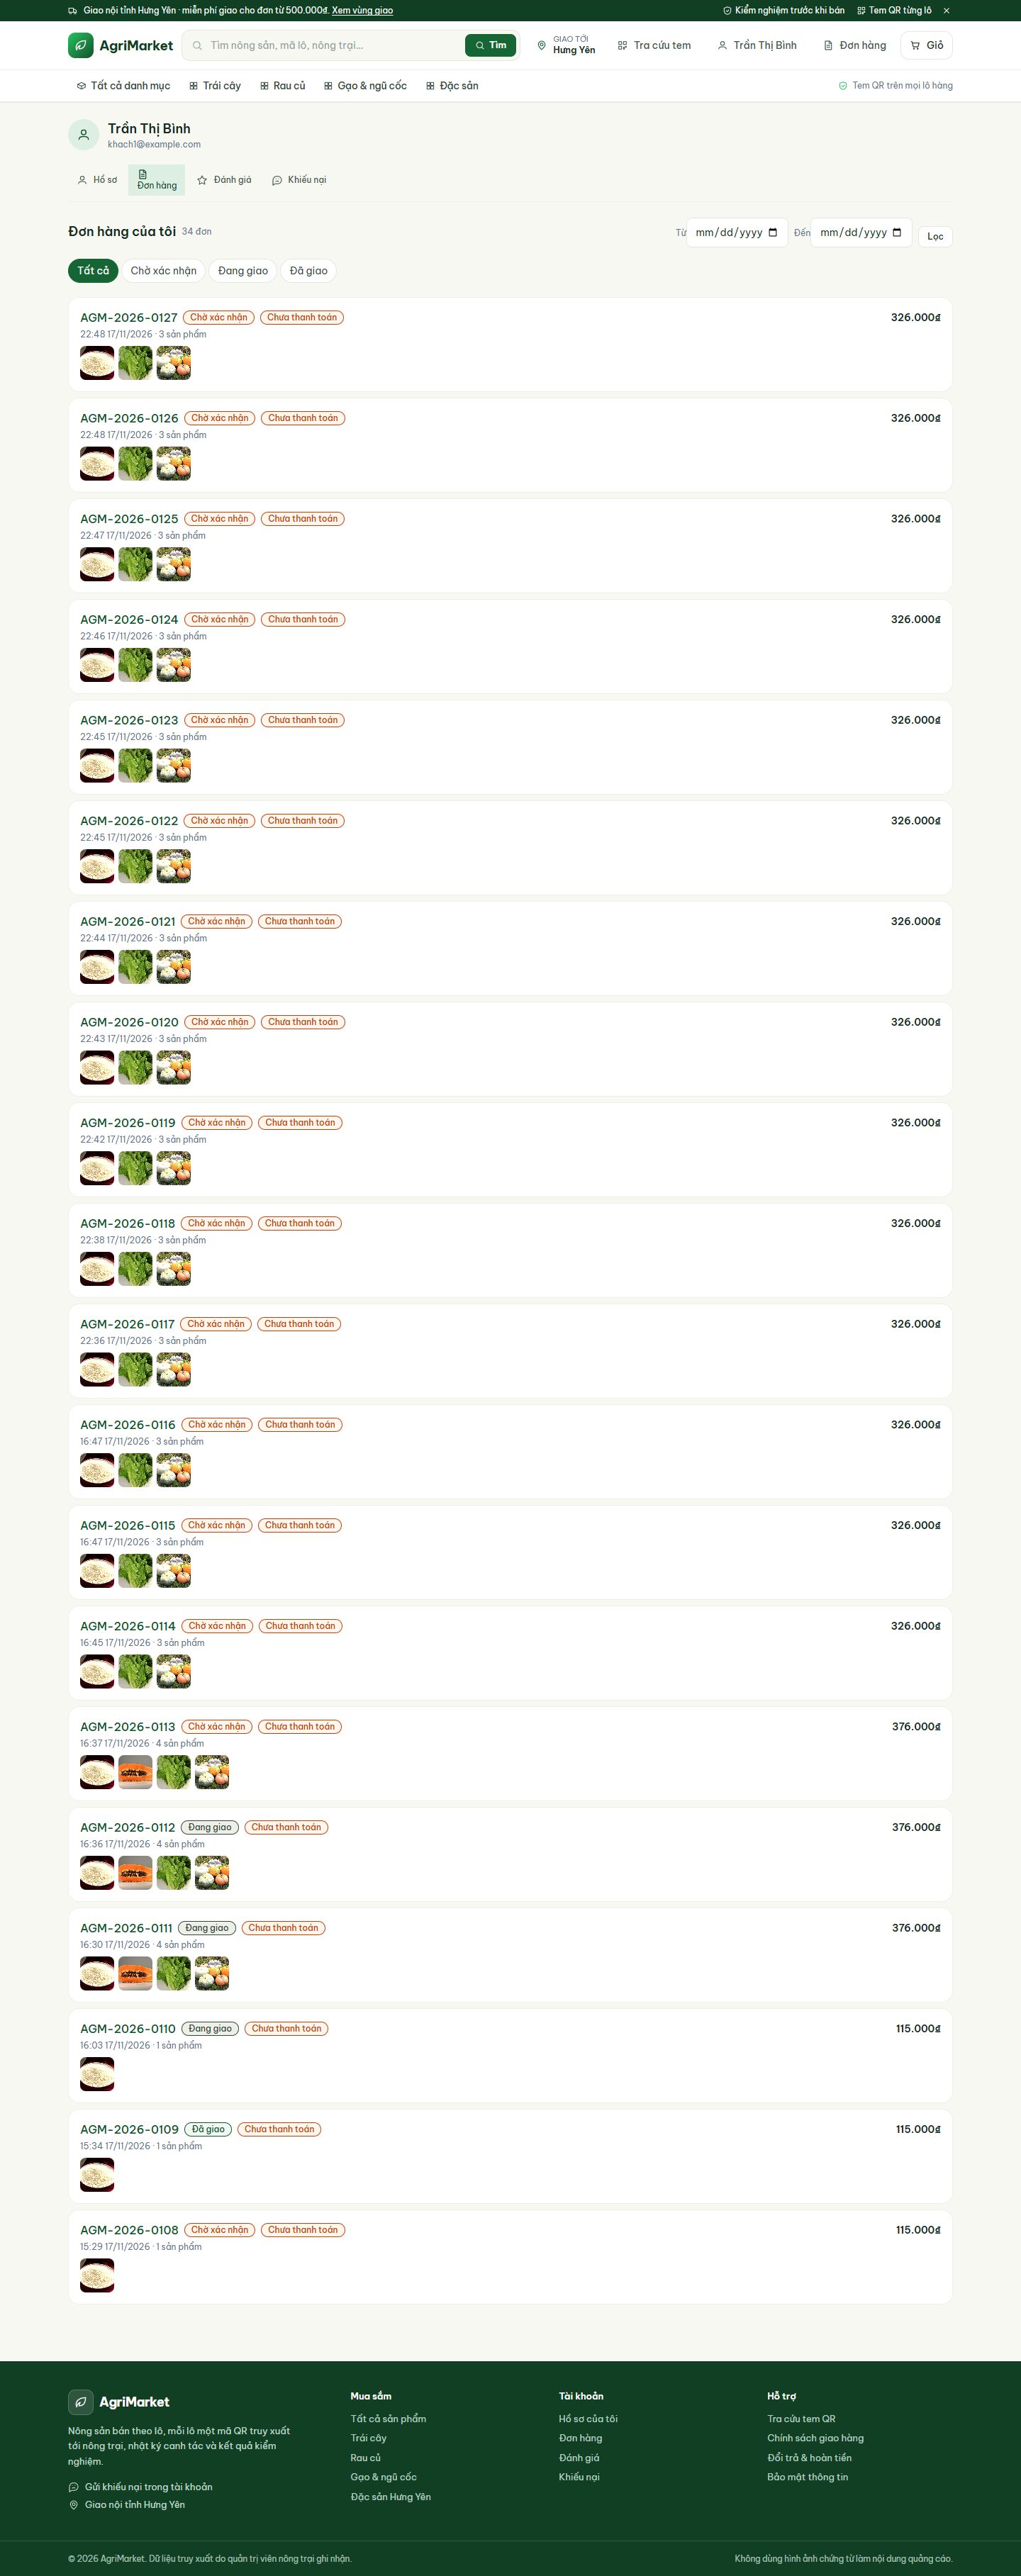 Giao nội tỉnh Hưng Yên · miễn phí giao cho đơn từ 500.000₫. Xem vùng giao
Kiểm nghiệm trước khi bán
Tem QR từng lô
AgriMarket
Tìm nông sản, mã lô, nông trại...
Tìm
GIAO TỚI
Hưng Yên
Tra cứu tem
Trần Thị Bình
Đơn hàng
Giỏ
Tất cả danh mục
Trái cây
Rau củ
Gạo & ngũ cốc
Đặc sản
Tem QR trên mọi lô hàng
Trần Thị Bình
khach1@example.com
Hồ sơ
Đơn hàng
Đánh giá
Khiếu nại
Đơn hàng của tôi 34 đơn
Từ mm/dd/yyyy
Đến mm/dd/yyyy
Lọc
Tất cả
Chờ xác nhận
Đang giao
Đã giao
AGM-2026-0127 Chờ xác nhận Chưa thanh toán 326.000₫
22:48 17/11/2026 · 3 sản phẩm
AGM-2026-0126 Chờ xác nhận Chưa thanh toán 326.000₫
22:48 17/11/2026 · 3 sản phẩm
AGM-2026-0125 Chờ xác nhận Chưa thanh toán 326.000₫
22:47 17/11/2026 · 3 sản phẩm
AGM-2026-0124 Chờ xác nhận Chưa thanh toán 326.000₫
22:46 17/11/2026 · 3 sản phẩm
AGM-2026-0123 Chờ xác nhận Chưa thanh toán 326.000₫
22:45 17/11/2026 · 3 sản phẩm
AGM-2026-0122 Chờ xác nhận Chưa thanh toán 326.000₫
22:45 17/11/2026 · 3 sản phẩm
AGM-2026-0121 Chờ xác nhận Chưa thanh toán 326.000₫
22:44 17/11/2026 · 3 sản phẩm
AGM-2026-0120 Chờ xác nhận Chưa thanh toán 326.000₫
22:43 17/11/2026 · 3 sản phẩm
AGM-2026-0119 Chờ xác nhận Chưa thanh toán 326.000₫
22:42 17/11/2026 · 3 sản phẩm
AGM-2026-0118 Chờ xác nhận Chưa thanh toán 326.000₫
22:38 17/11/2026 · 3 sản phẩm
AGM-2026-0117 Chờ xác nhận Chưa thanh toán 326.000₫
22:36 17/11/2026 · 3 sản phẩm
AGM-2026-0116 Chờ xác nhận Chưa thanh toán 326.000₫
16:47 17/11/2026 · 3 sản phẩm
AGM-2026-0115 Chờ xác nhận Chưa thanh toán 326.000₫
16:47 17/11/2026 · 3 sản phẩm
AGM-2026-0114 Chờ xác nhận Chưa thanh toán 326.000₫
16:45 17/11/2026 · 3 sản phẩm
AGM-2026-0113 Chờ xác nhận Chưa thanh toán 376.000₫
16:37 17/11/2026 · 4 sản phẩm
AGM-2026-0112 Đang giao Chưa thanh toán 376.000₫
16:36 17/11/2026 · 4 sản phẩm
AGM-2026-0111 Đang giao Chưa thanh toán 376.000₫
16:30 17/11/2026 · 4 sản phẩm
AGM-2026-0110 Đang giao Chưa thanh toán 115.000₫
16:03 17/11/2026 · 1 sản phẩm
AGM-2026-0109 Đã giao Chưa thanh toán 115.000₫
15:34 17/11/2026 · 1 sản phẩm
AGM-2026-0108 Chờ xác nhận Chưa thanh toán 115.000₫
15:29 17/11/2026 · 1 sản phẩm
AgriMarket
Nông sản bán theo lô, mỗi lô một mã QR truy xuất
tới nông trại, nhật ký canh tác và kết quả kiểm
nghiệm.
Gửi khiếu nại trong tài khoản
Giao nội tỉnh Hưng Yên
Mua sắm
Tất cả sản phẩm
Trái cây
Rau củ
Gạo & ngũ cốc
Đặc sản Hưng Yên
Tài khoản
Hồ sơ của tôi
Đơn hàng
Đánh giá
Khiếu nại
Hỗ trợ
Tra cứu tem QR
Chính sách giao hàng
Đổi trả & hoàn tiền
Bảo mật thông tin
© 2026 AgriMarket. Dữ liệu truy xuất do quản trị viên nông trại ghi nhận.
Không dùng hình ảnh chứng từ làm nội dung quảng cáo.